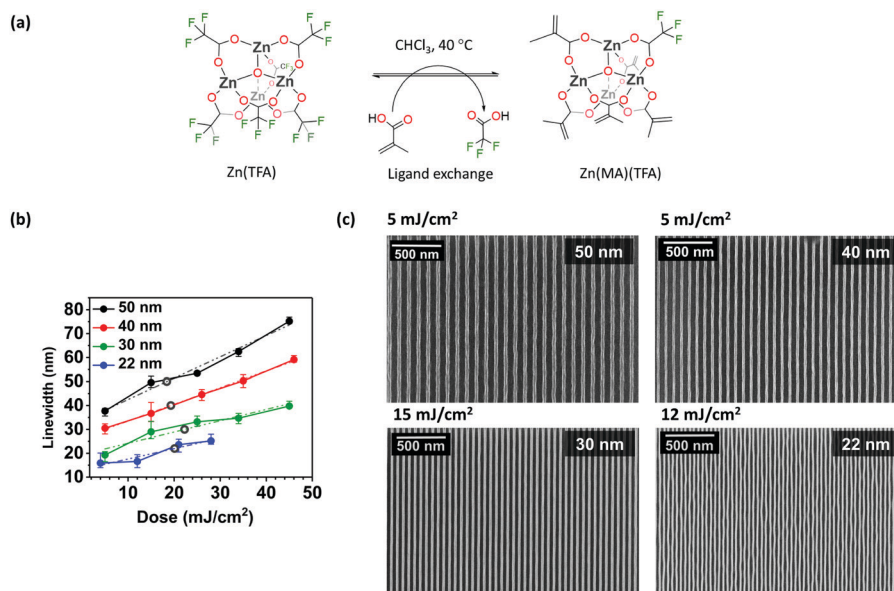 (a)
F
F
F
O
O
O
O
F
F
F
Zn
O
O
CF3
Zn
O
O
Zn
Zn
O
O
O
O
O
O
F
F
F
F
F
F
F
F
F
Zn(TFA)
CHCl3, 40 °C
HO
O
O
OH
F
F
F
Ligand exchange
O
O
O
O
F
F
F
Zn
O
O
Zn
O
O
Zn
Zn
O
O
O
O
O
O
Zn(MA)(TFA)
(b)
80
70
60
50
40
30
20
10
Linewidth (nm)
50 nm
40 nm
30 nm
22 nm
10 20 30 40 50
Dose (mJ/cm2)
(c)
5 mJ/cm2
500 nm
50 nm
5 mJ/cm2
500 nm
40 nm
15 mJ/cm2
500 nm
30 nm
12 mJ/cm2
500 nm
22 nm